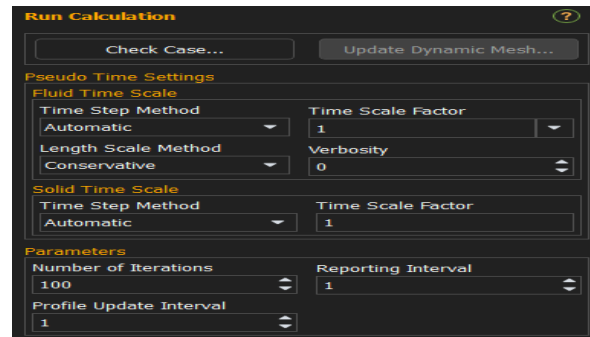 Run Calculation ?
Check Case... Update Dynamic Mesh...
Pseudo Time Settings
Fluid Time Scale
Time Step Method Time Scale Factor
Automatic 1
Length Scale Method Verbosity
Conservative 0
Solid Time Scale
Time Step Method Time Scale Factor
Automatic 1
Parameters
Number of Iterations Reporting Interval
100 1
Profile Update Interval
1